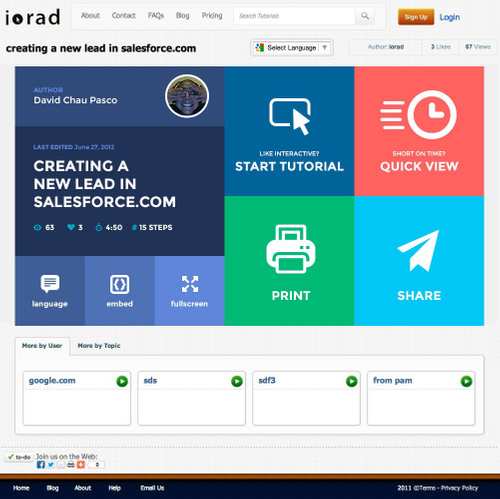 iorad
About
Contact
FAQs
Blog
Pricing
Search Tutorials
Sign Up
Login
creating a new lead in salesforce.com
Select Language
Author: iorad
3 Likes
67 Views
AUTHOR
David Chau Pasco
LAST EDITED June 27, 2012
CREATING A
NEW LEAD IN
SALESFORCE.COM
63
3
4:50
# 15 STEPS
language
embed
fullscreen
LIKE INTERACTIVE?
START TUTORIAL
SHORT ON TIME?
QUICK VIEW
PRINT
SHARE
More by User
More by Topic
google.com
sds
sdf3
from pam
to-do
Join us on the Web:
0
Home
Blog
About
Help
Email Us
2011 ©Terms - Privacy Policy